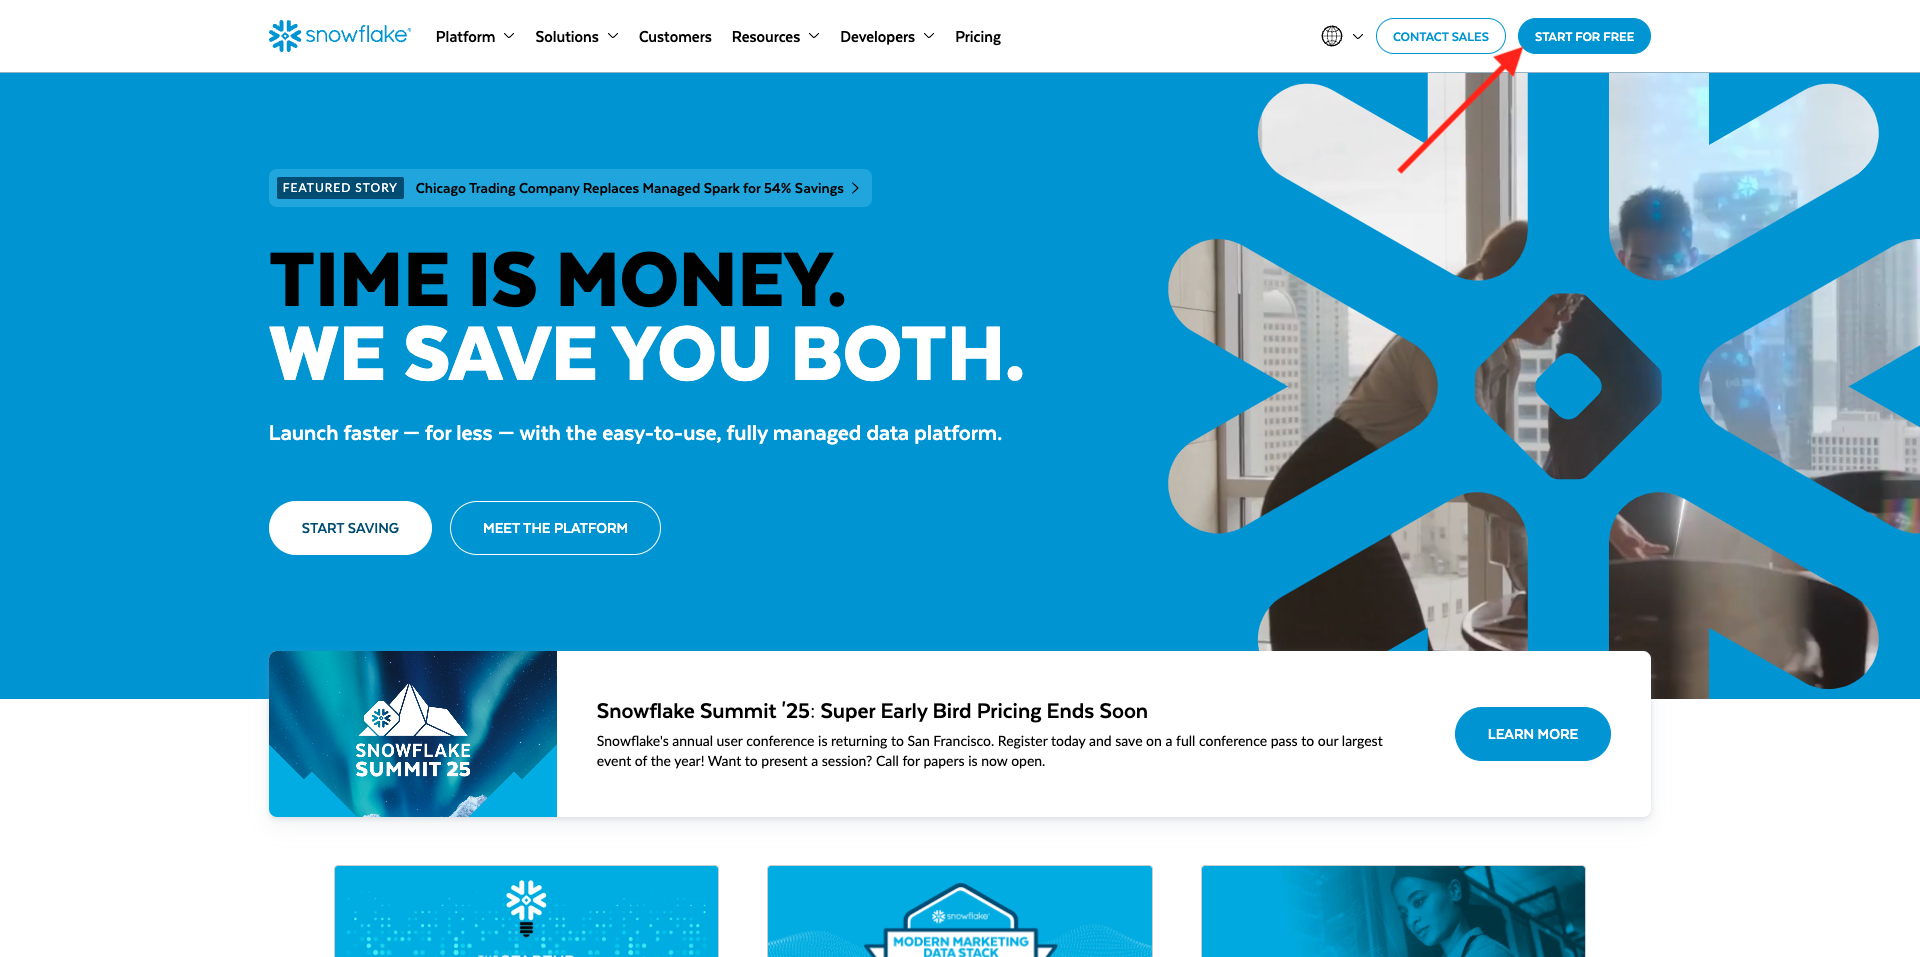 snowflake®
Platform
Solutions
Customers
Resources
Developers
Pricing
CONTACT SALES
START FOR FREE
FEATURED STORY
Chicago Trading Company Replaces Managed Spark for 54% Savings
TIME IS MONEY.
WE SAVE YOU BOTH.
Launch faster — for less — with the easy-to-use, fully managed data platform.
START SAVING
MEET THE PLATFORM
SNOWFLAKE
SUMMIT 25
Snowflake Summit '25: Super Early Bird Pricing Ends Soon
Snowflake's annual user conference is returning to San Francisco. Register today and save on a full conference pass to our largest
event of the year! Want to present a session? Call for papers is now open.
LEARN MORE
snowflake
MODERN MARKETING
DATA STACK